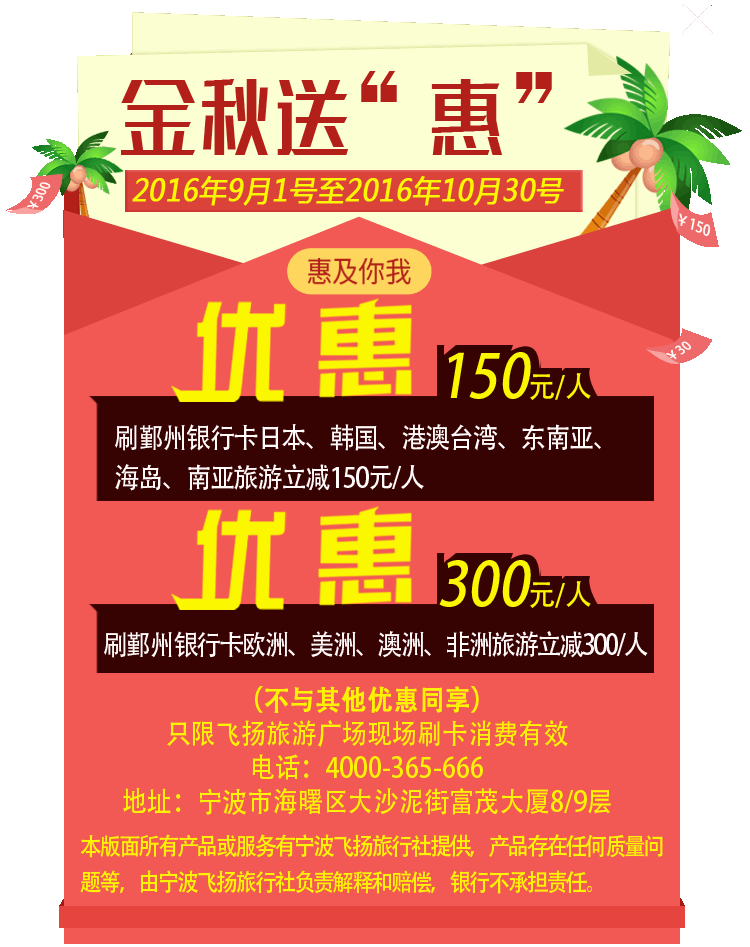 金秋送“惠”
2016年9月1号至2016年10月30号
¥300
¥150
惠及你我
¥30
优惠
150元/人
刷鄞州银行卡日本、韩国、港澳台湾、东南亚、
海岛、南亚旅游立减150元/人
优惠
300元/人
刷鄞州银行卡欧洲、美洲、澳洲、非洲旅游立减300/人
（不与其他优惠同享）
只限飞扬旅游广场现场刷卡消费有效
电话：4000-365-666
地址：宁波市海曙区大沙泥街富茂大厦8/9层
本版面所有产品或服务有宁波飞扬旅行社提供，产品存在任何质量问
题等，由宁波飞扬旅行社负责解释和赔偿，银行不承担责任。